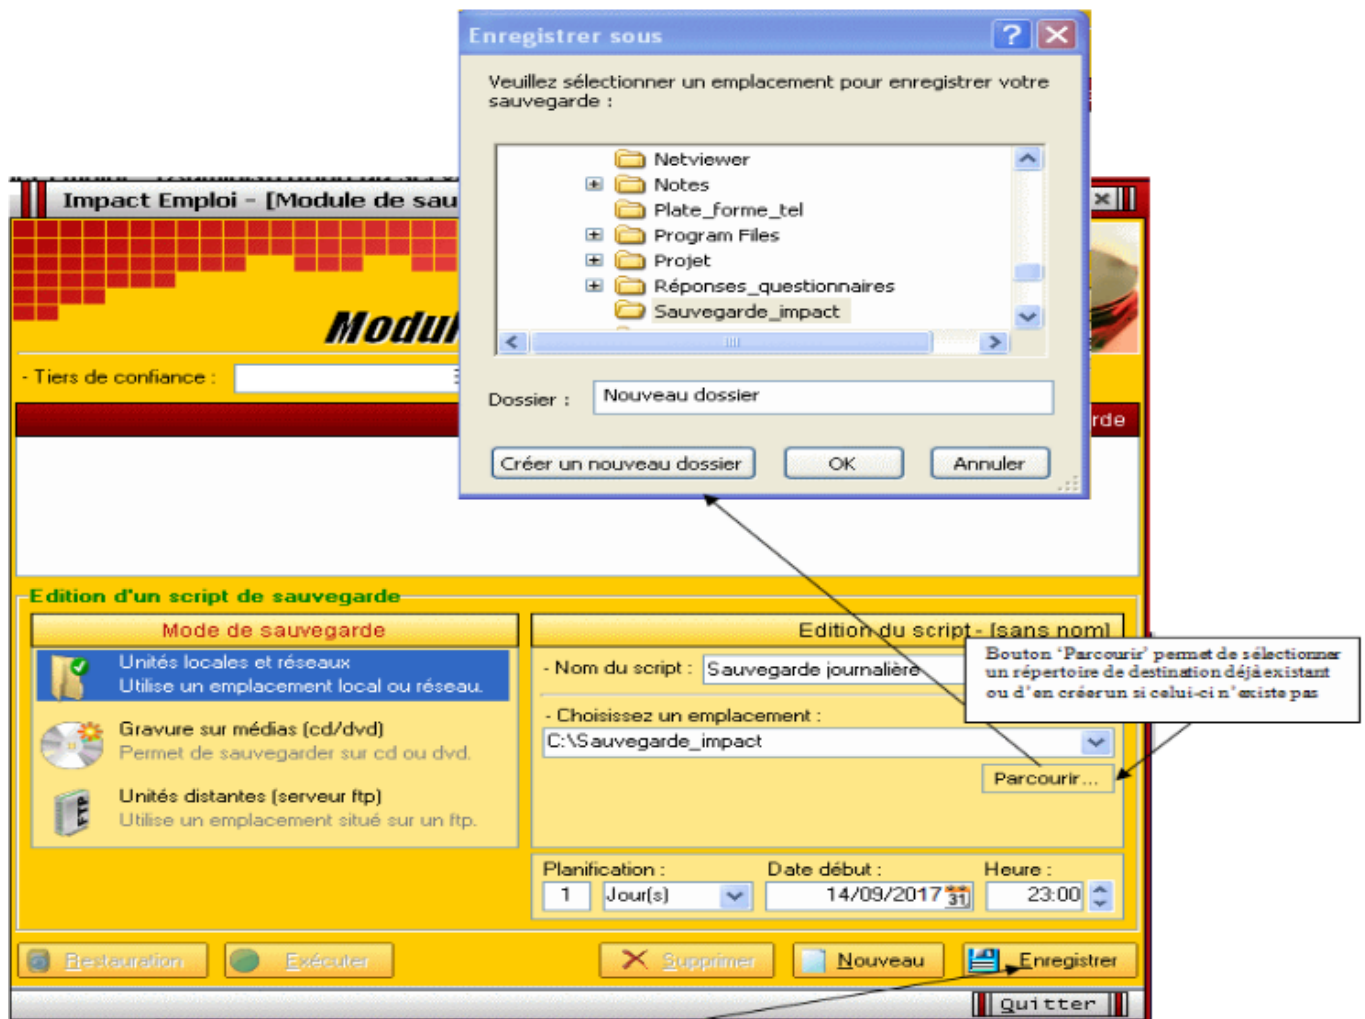 Enregistrer sous
Veuillez sélectionner un emplacement pour enregistrer votre
sauvegarde :
Netviewer
Notes
Plate_forme_tel
Program Files
Projet
Réponses_questionnaires
Sauvegarde_impact
Dossier : Nouveau dossier
Créer un nouveau dossier OK Annuler
Impact Emploi - [Module de sau
Modul
- Tiers de confiance :
rde
Edition d'un script de sauvegarde
Mode de sauvegarde
Unités locales et réseaux
Utilise un emplacement local ou réseau.
Gravure sur médias (cd/dvd)
Permet de sauvegarder sur cd ou dvd.
Unités distantes (serveur ftp)
FTP
Utilise un emplacement situé sur un ftp.
Edition du script - [sans nom]
- Nom du script : Sauvegarde journalière
Bouton ‘Parcourir’ permet de sélectionner
un répertoire de destination déjà existant
ou d’en créer un si celui-ci n’existe pas
- Choisissez un emplacement :
C:\Sauvegarde_impact
Parcourir...
Planification : Date début : Heure :
1 Jour(s) 14/09/2017 31 23:00
Restauration Exécuter Supprimer Nouveau Enregistrer
Quitter